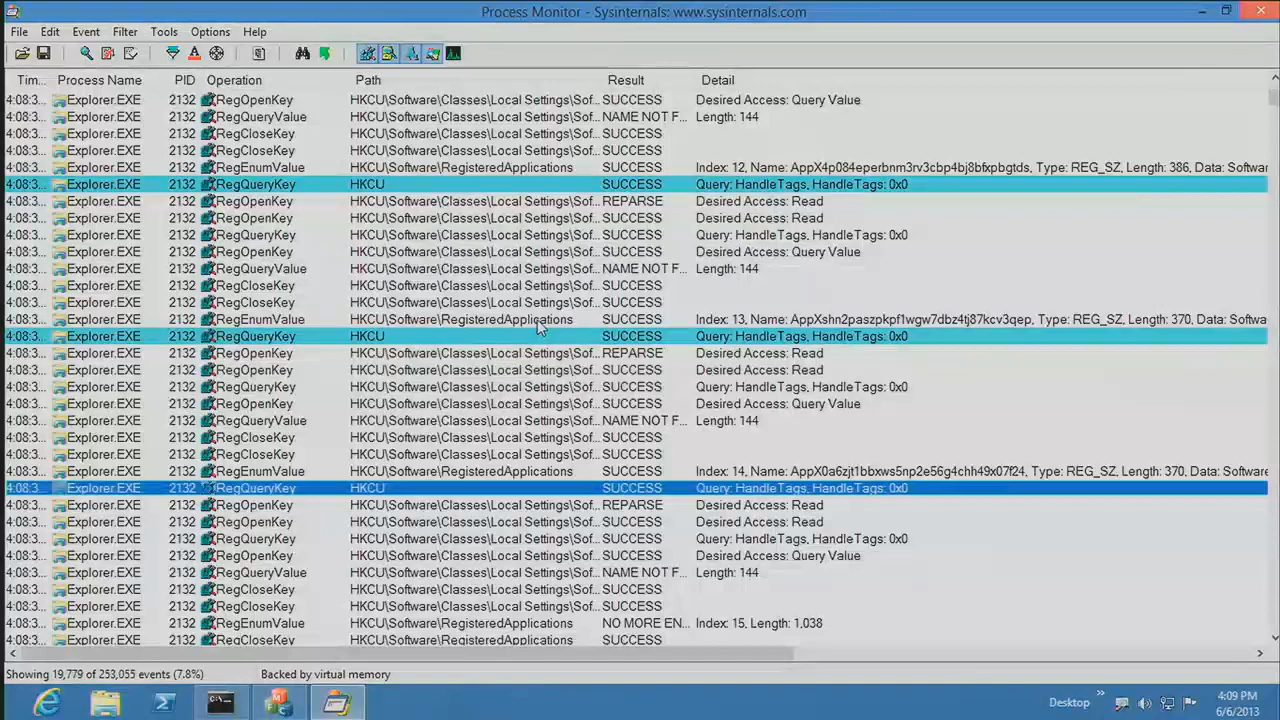 Process Monitor - Sysinternals: www.sysinternals.com
File Edit Event Filter Tools Options Help
Tim... Process Name PID Operation Path Result Detail
4:08:3... Explorer.EXE 2132 RegOpenKey HKCU\Software\Classes\Local Settings\Sof... SUCCESS Desired Access: Query Value
4:08:3... Explorer.EXE 2132 RegQueryValue HKCU\Software\Classes\Local Settings\Sof... NAME NOT F... Length: 144
4:08:3... Explorer.EXE 2132 RegCloseKey HKCU\Software\Classes\Local Settings\Sof... SUCCESS
4:08:3... Explorer.EXE 2132 RegCloseKey HKCU\Software\Classes\Local Settings\Sof... SUCCESS
4:08:3... Explorer.EXE 2132 RegEnumValue HKCU\Software\RegisteredApplications SUCCESS Index: 12, Name: AppX4p084eperbnm3rv3cbp4bj8bfxpbgtds, Type: REG_SZ, Length: 386, Data: Softwar
4:08:3... Explorer.EXE 2132 RegQueryKey HKCU SUCCESS Query: HandleTags, HandleTags: 0x0
4:08:3... Explorer.EXE 2132 RegOpenKey HKCU\Software\Classes\Local Settings\Sof... REPARSE Desired Access: Read
4:08:3... Explorer.EXE 2132 RegOpenKey HKCU\Software\Classes\Local Settings\Sof... SUCCESS Desired Access: Read
4:08:3... Explorer.EXE 2132 RegQueryKey HKCU\Software\Classes\Local Settings\Sof... SUCCESS Query: HandleTags, HandleTags: 0x0
4:08:3... Explorer.EXE 2132 RegOpenKey HKCU\Software\Classes\Local Settings\Sof... SUCCESS Desired Access: Query Value
4:08:3... Explorer.EXE 2132 RegQueryValue HKCU\Software\Classes\Local Settings\Sof... NAME NOT F... Length: 144
4:08:3... Explorer.EXE 2132 RegCloseKey HKCU\Software\Classes\Local Settings\Sof... SUCCESS
4:08:3... Explorer.EXE 2132 RegCloseKey HKCU\Software\Classes\Local Settings\Sof... SUCCESS
4:08:3... Explorer.EXE 2132 RegEnumValue HKCU\Software\RegisteredApplications SUCCESS Index: 13, Name: AppXshn2paszpkpf1wgw7dbz4tj87kcv3qep, Type: REG_SZ, Length: 370, Data: Softwa
4:08:3... Explorer.EXE 2132 RegQueryKey HKCU SUCCESS Query: HandleTags, HandleTags: 0x0
4:08:3... Explorer.EXE 2132 RegOpenKey HKCU\Software\Classes\Local Settings\Sof... REPARSE Desired Access: Read
4:08:3... Explorer.EXE 2132 RegOpenKey HKCU\Software\Classes\Local Settings\Sof... SUCCESS Desired Access: Read
4:08:3... Explorer.EXE 2132 RegQueryKey HKCU\Software\Classes\Local Settings\Sof... SUCCESS Query: HandleTags, HandleTags: 0x0
4:08:3... Explorer.EXE 2132 RegOpenKey HKCU\Software\Classes\Local Settings\Sof... SUCCESS Desired Access: Query Value
4:08:3... Explorer.EXE 2132 RegQueryValue HKCU\Software\Classes\Local Settings\Sof... NAME NOT F... Length: 144
4:08:3... Explorer.EXE 2132 RegCloseKey HKCU\Software\Classes\Local Settings\Sof... SUCCESS
4:08:3... Explorer.EXE 2132 RegCloseKey HKCU\Software\Classes\Local Settings\Sof... SUCCESS
4:08:3... Explorer.EXE 2132 RegEnumValue HKCU\Software\RegisteredApplications SUCCESS Index: 14, Name: AppX0a6zjt1bbxws5np2e56g4chh49x07f24, Type: REG_SZ, Length: 370, Data: Software
4:08:3... Explorer.EXE 2132 RegQueryKey HKCU SUCCESS Query: HandleTags, HandleTags: 0x0
4:08:3... Explorer.EXE 2132 RegOpenKey HKCU\Software\Classes\Local Settings\Sof... REPARSE Desired Access: Read
4:08:3... Explorer.EXE 2132 RegOpenKey HKCU\Software\Classes\Local Settings\Sof... SUCCESS Desired Access: Read
4:08:3... Explorer.EXE 2132 RegQueryKey HKCU\Software\Classes\Local Settings\Sof... SUCCESS Query: HandleTags, HandleTags: 0x0
4:08:3... Explorer.EXE 2132 RegOpenKey HKCU\Software\Classes\Local Settings\Sof... SUCCESS Desired Access: Query Value
4:08:3... Explorer.EXE 2132 RegQueryValue HKCU\Software\Classes\Local Settings\Sof... NAME NOT F... Length: 144
4:08:3... Explorer.EXE 2132 RegCloseKey HKCU\Software\Classes\Local Settings\Sof... SUCCESS
4:08:3... Explorer.EXE 2132 RegCloseKey HKCU\Software\Classes\Local Settings\Sof... SUCCESS
4:08:3... Explorer.EXE 2132 RegEnumValue HKCU\Software\RegisteredApplications NO MORE EN... Index: 15, Length: 1,038
4:08:3... Explorer.EXE 2132 RegCloseKey HKCU\Software\RegisteredApplications SUCCESS
Showing 19,779 of 253,055 events (7.8%) Backed by virtual memory
Desktop 4:09 PM
6/6/2013